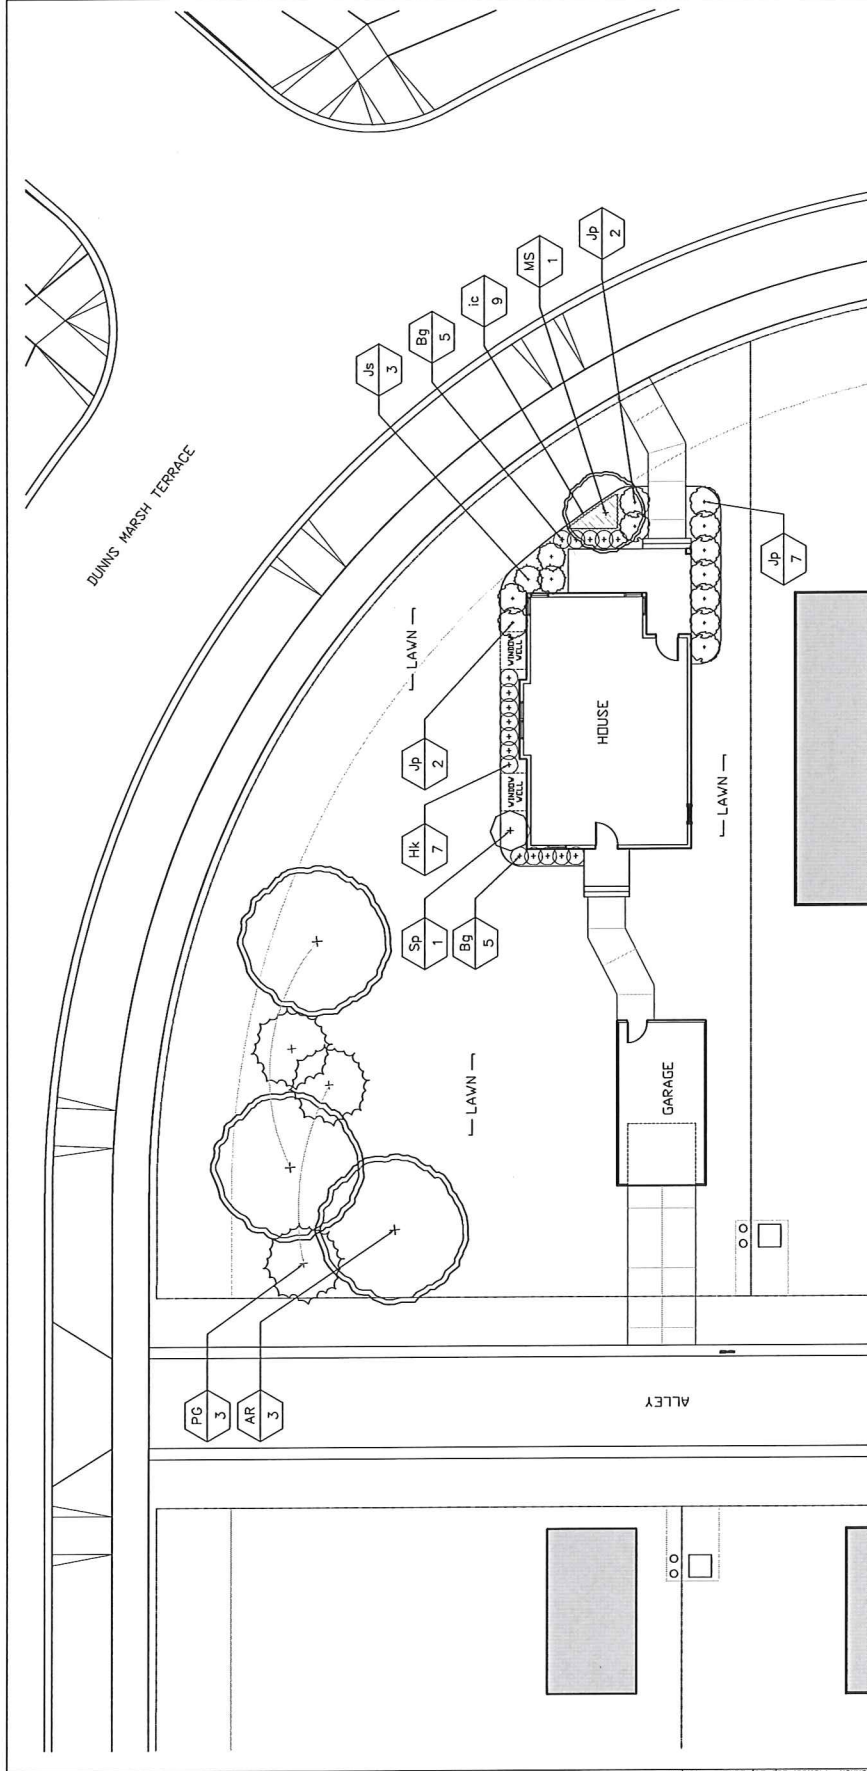 DUNNS MARSH TERRACE
Jp
2
MS
1
ic
9
Bg
5
Js
3
LAWN
Jp
7
WINDOW
WELL
HOUSE
Jp
2
LAWN
WINDOW
WELL
Hk
7
Sp
1
Bg
5
LAWN
GARAGE
PG
3
AR
3
ALLEY